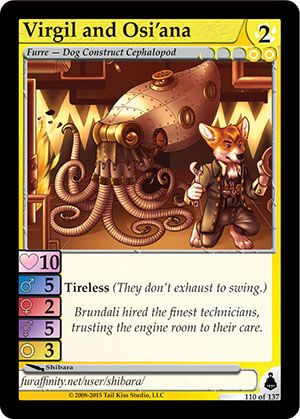 Virgil and Osi'ana
2
Furre — Dog Construct Cephalopod
10
5
2
5
3
Tireless (They don't exhaust to swing.)
Brundali hired the finest technicians,
trusting the engine room to their care.
Shibara
furaffinity.net/user/shibara/
© 2008-2015 Tail Kiss Studio, LLC
110 of 137